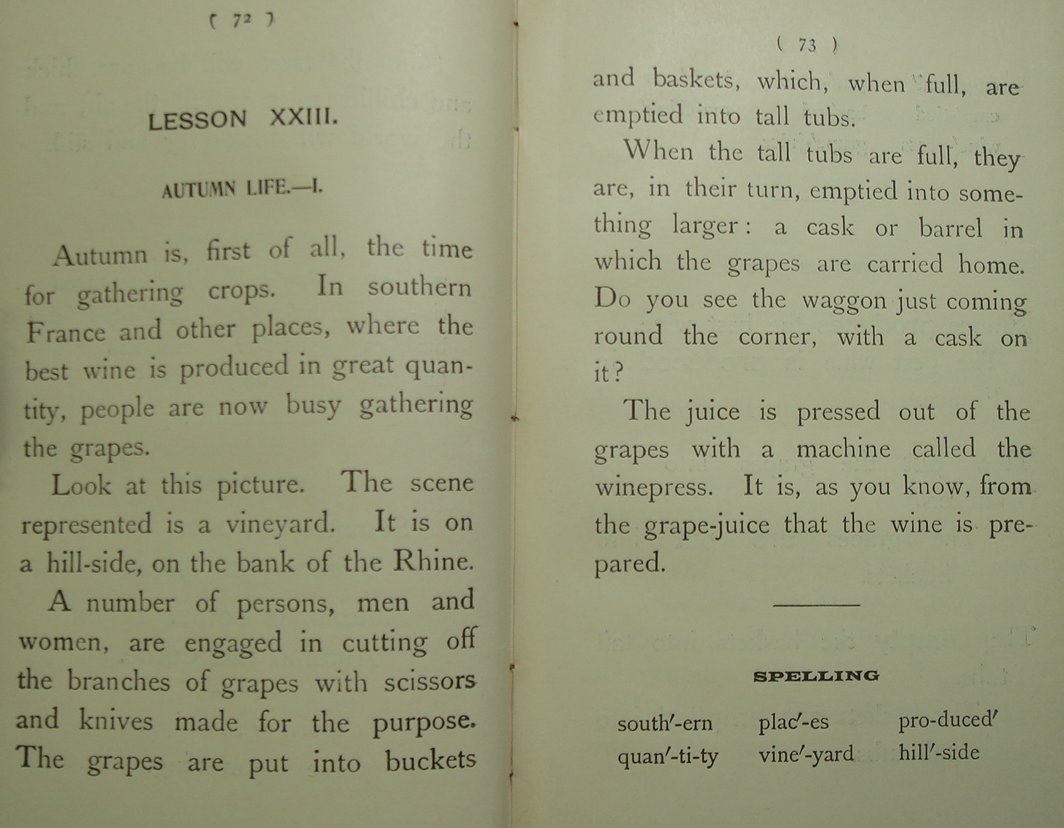 ( 72 )
LESSON XXIII.
AUTUMN LIFE.—I.
Autumn is, first of all, the time
for gathering crops. In southern
France and other places, where the
best wine is produced in great quan-
tity, people are now busy gathering
the grapes.
Look at this picture. The scene
represented is a vineyard. It is on
a hill-side, on the bank of the Rhine.
A number of persons, men and
women, are engaged in cutting off
the branches of grapes with scissors
and knives made for the purpose.
The grapes are put into buckets
( 73 )
and baskets, which, when full, are
emptied into tall tubs.
When the tall tubs are full, they
are, in their turn, emptied into some-
thing larger: a cask or barrel in
which the grapes are carried home.
Do you see the waggon just coming
round the corner, with a cask on
it?
The juice is pressed out of the
grapes with a machine called the
winepress. It is, as you know, from
the grape-juice that the wine is pre-
pared.
SPELLING
south′-ern plac′-es pro-duced′
quan′-ti-ty vine′-yard hill′-side